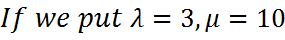 If we put λ = 3, μ = 10